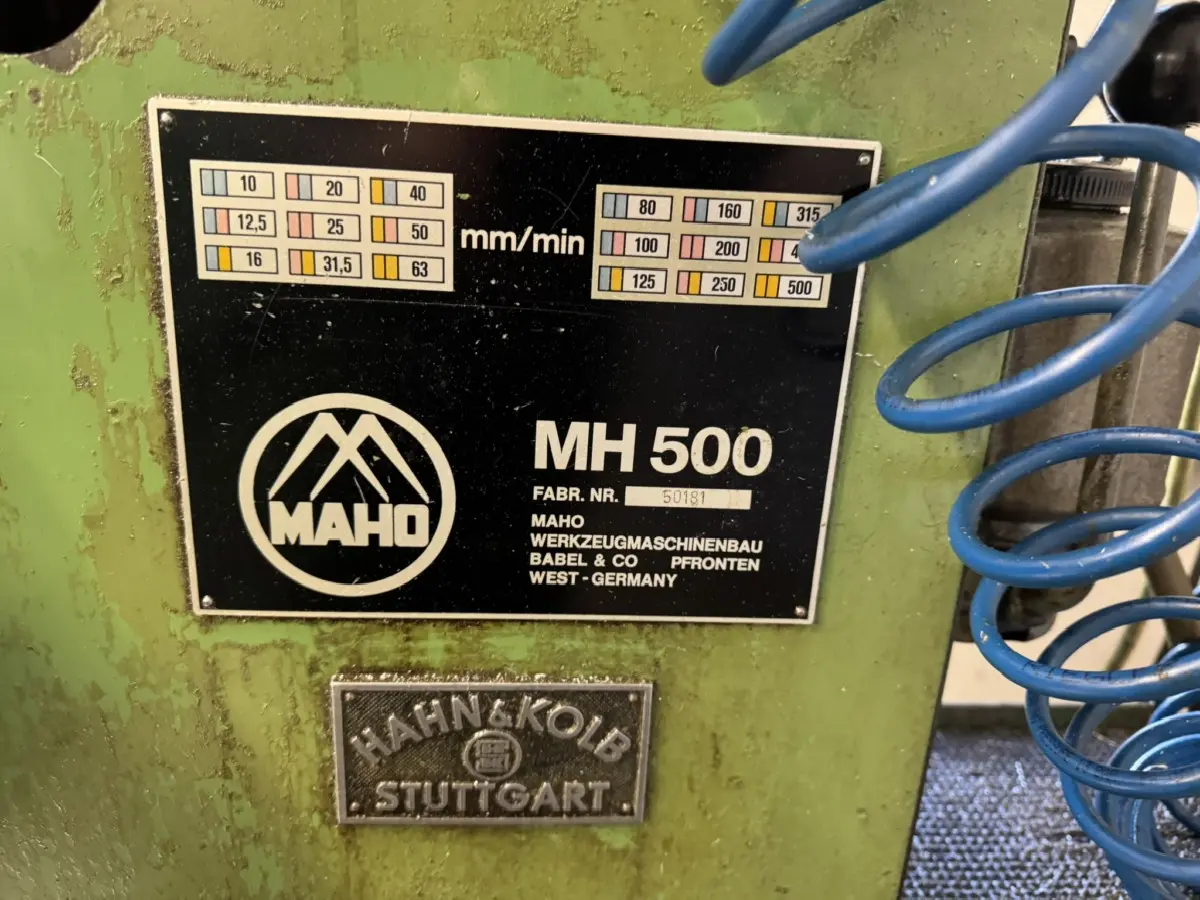 10 20 40
12,5 25 50
16 31,5 63
mm/min
80 160 315
100 200
125 250 500
MAHO
MH 500
FABR. NR. 50181
MAHO
WERKZEUGMASCHINENBAU
BABEL & CO PFRONTEN
WEST-GERMANY
HAHN & KOLB
STUTTGART